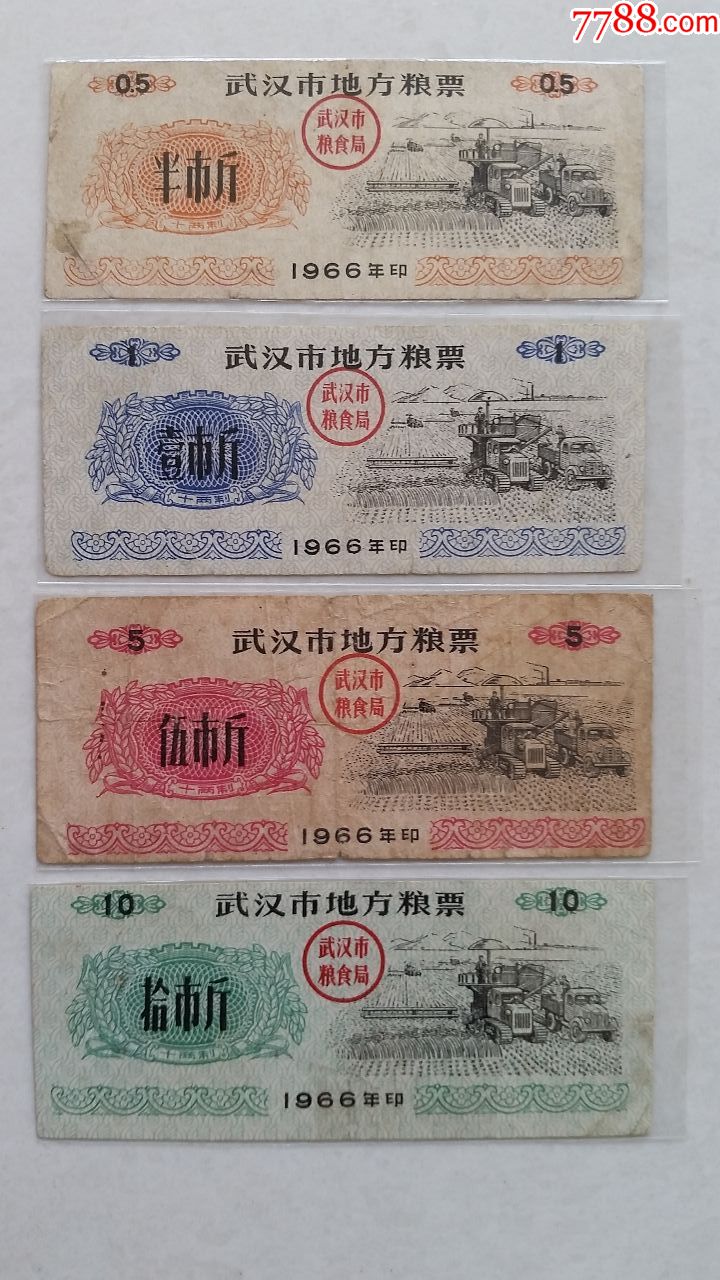 7788.com
05 武汉市地方粮票 05
武汉市
粮食局
半市斤
十两制
1966年印
1 武汉市地方粮票 1
武汉市
粮食局
壹市斤
十两制
1966年印
5 武汉市地方粮票 5
武汉市
粮食局
伍市斤
十两制
1966年印
10 武汉市地方粮票 10
武汉市
粮食局
拾市斤
十两制
1966年印